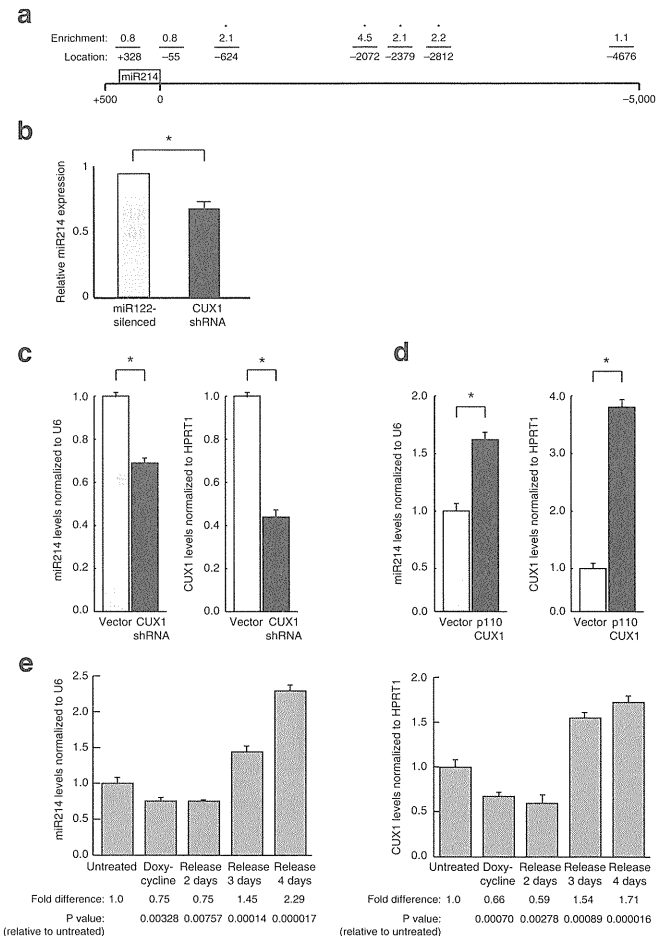 a
* * * *
Enrichment: 0.8 0.8 2.1 4.5 2.1 2.2 1.1
Location: +328 −55 −624 −2072 −2379 −2812 −4676
miR214
+500 0 −5,000
b
Relative miR214 expression
1
0.5
0
*
miR122-silenced
CUX1 shRNA
c
miR214 levels normalized to U6
1.0
0.8
0.6
0.4
0.2
0.0
*
Vector CUX1
shRNA
CUX1 levels normalized to HPRT1
1.0
0.8
0.6
0.4
0.2
0.0
*
Vector CUX1
shRNA
d
miR214 levels normalized to U6
2.0
1.5
1.0
0.5
0.0
*
Vector p110
CUX1
CUX1 levels normalized to HPRT1
4.0
3.0
2.0
1.0
0.0
*
Vector p110
CUX1
e
miR214 levels normalized to U6
2.5
2.0
1.5
1.0
0.5
0.0
Untreated Doxy- Release Release Release
cycline 2 days 3 days 4 days
Fold difference: 1.0 0.75 0.75 1.45 2.29
P value: 0.00328 0.00757 0.00014 0.000017
(relative to untreated)
CUX1 levels normalized to HPRT1
2.0
1.5
1.0
0.5
0.0
Untreated Doxy- Release Release Release
cycline 2 days 3 days 4 days
Fold difference: 1.0 0.66 0.59 1.54 1.71
P value: 0.00070 0.00278 0.00089 0.000016
(relative to untreated)